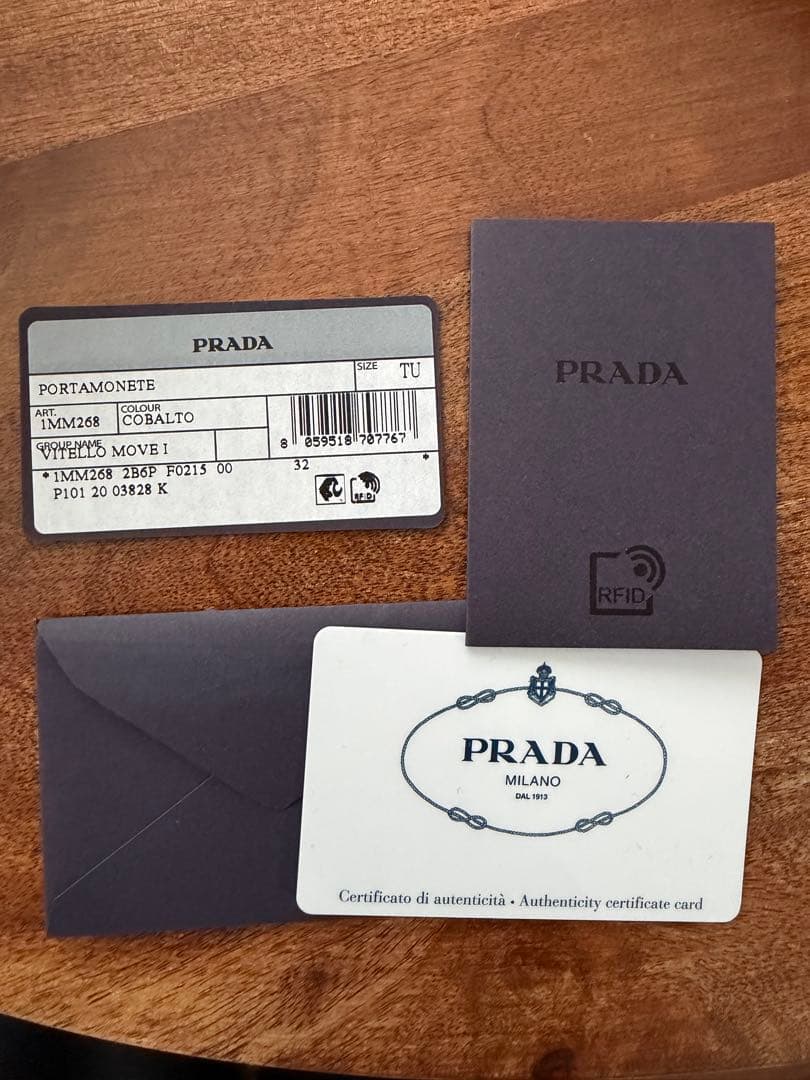 PRADA
PORTAMONETE
SIZE TU
ART. 1MM268
COLOUR COBALTO
GROUP NAME
VITELLO MOVE I
8 059518 707767
*1MM268 2B6P F0215 00 32 *
P101 20 03828 K
RFID
PRADA
RFID
PRADA
MILANO
DAL 1913
Certificato di autenticità • Authenticity certificate card